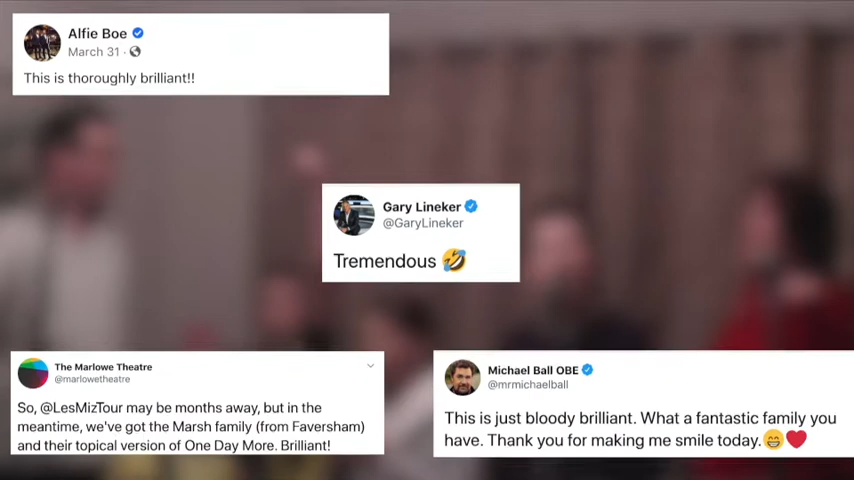 Alfie Boe
March 31
This is thoroughly brilliant!!
Gary Lineker
@GaryLineker
Tremendous 🤣
The Marlowe Theatre
@marlowetheatre
So, @LesMizTour may be months away, but in the
meantime, we've got the Marsh family (from Faversham)
and their topical version of One Day More. Brilliant!
Michael Ball OBE
@mrmichaelball
This is just bloody brilliant. What a fantastic family you
have. Thank you for making me smile today.😁❤️